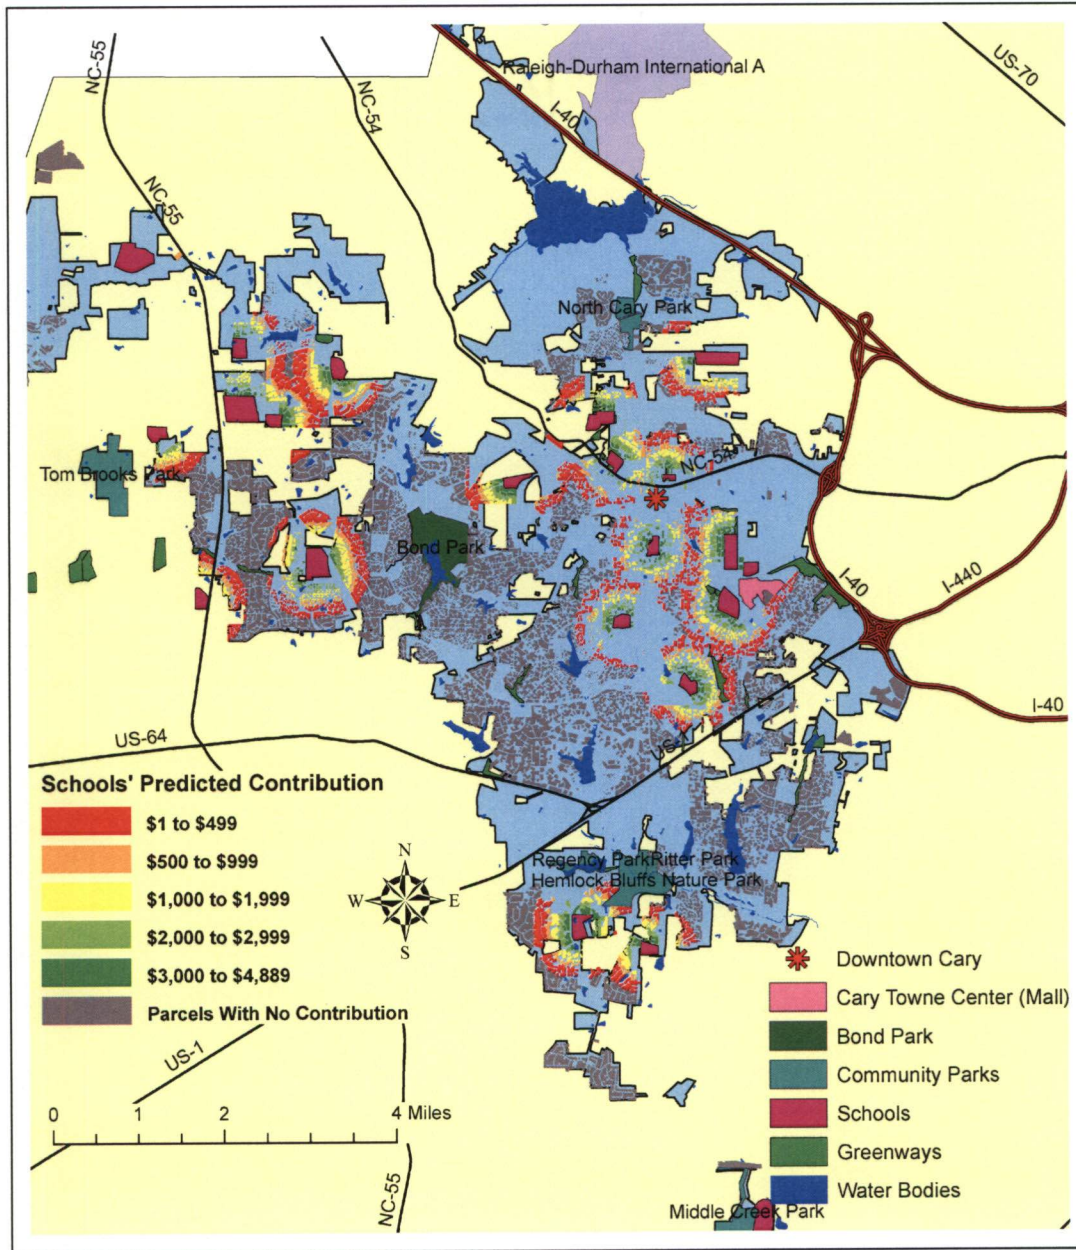 NC-55
NC-54
Raleigh-Durham International A
US-70
I-40
NC-55
North Cary Park
NC-54
Tom Brooks Park
Bond Park
I-40
I-440
I-40
US-64
Schools' Predicted Contribution
$1 to $499
$500 to $999
$1,000 to $1,999
$2,000 to $2,999
$3,000 to $4,889
Parcels With No Contribution
N
W E
S
Regency Park Ritter Park
Hemlock Bluffs Nature Park
Downtown Cary
Cary Towne Center (Mall)
Bond Park
Community Parks
Schools
Greenways
Water Bodies
US-1
0 1 2 4 Miles
NC-55
Middle Creek Park